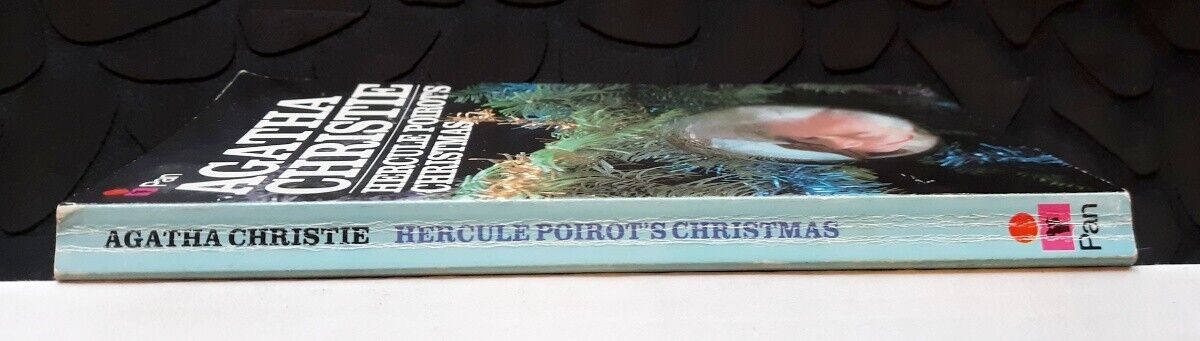 AGATHA
CHRISTIE
HERCULE POIROT'S
CHRISTMAS
Pan
AGATHA CHRISTIE HERCULE POIROT'S CHRISTMAS
Pan